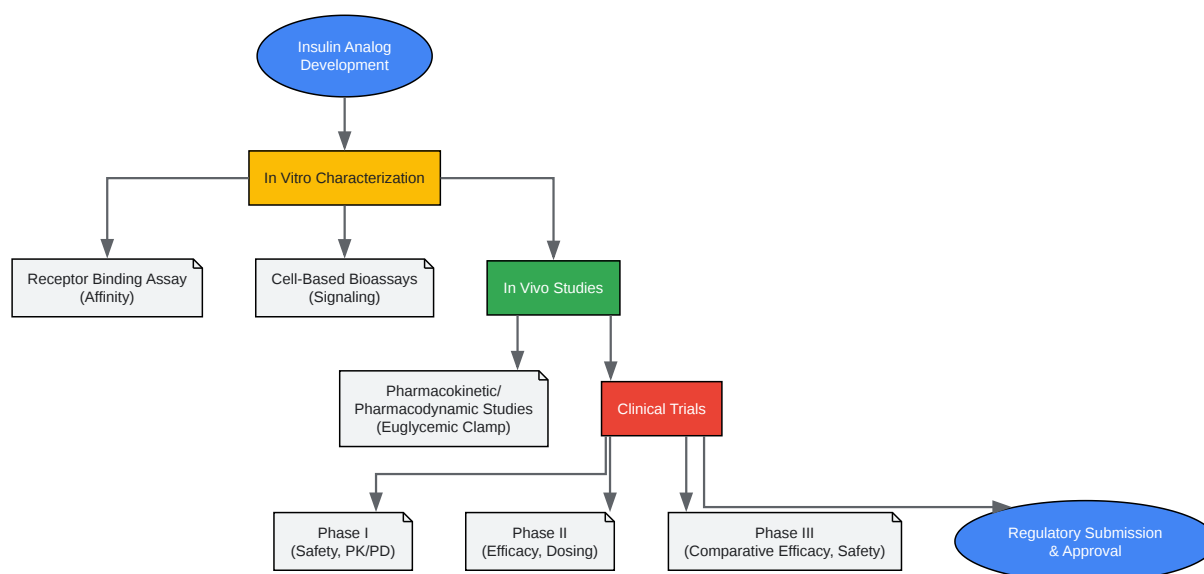 Insulin Analog
Development
In Vitro Characterization
Receptor Binding Assay
(Affinity)
Cell-Based Bioassays
(Signaling)
In Vivo Studies
Pharmacokinetic/
Pharmacodynamic Studies
(Euglycemic Clamp)
Clinical Trials
Phase I
(Safety, PK/PD)
Phase II
(Efficacy, Dosing)
Phase III
(Comparative Efficacy, Safety)
Regulatory Submission
& Approval